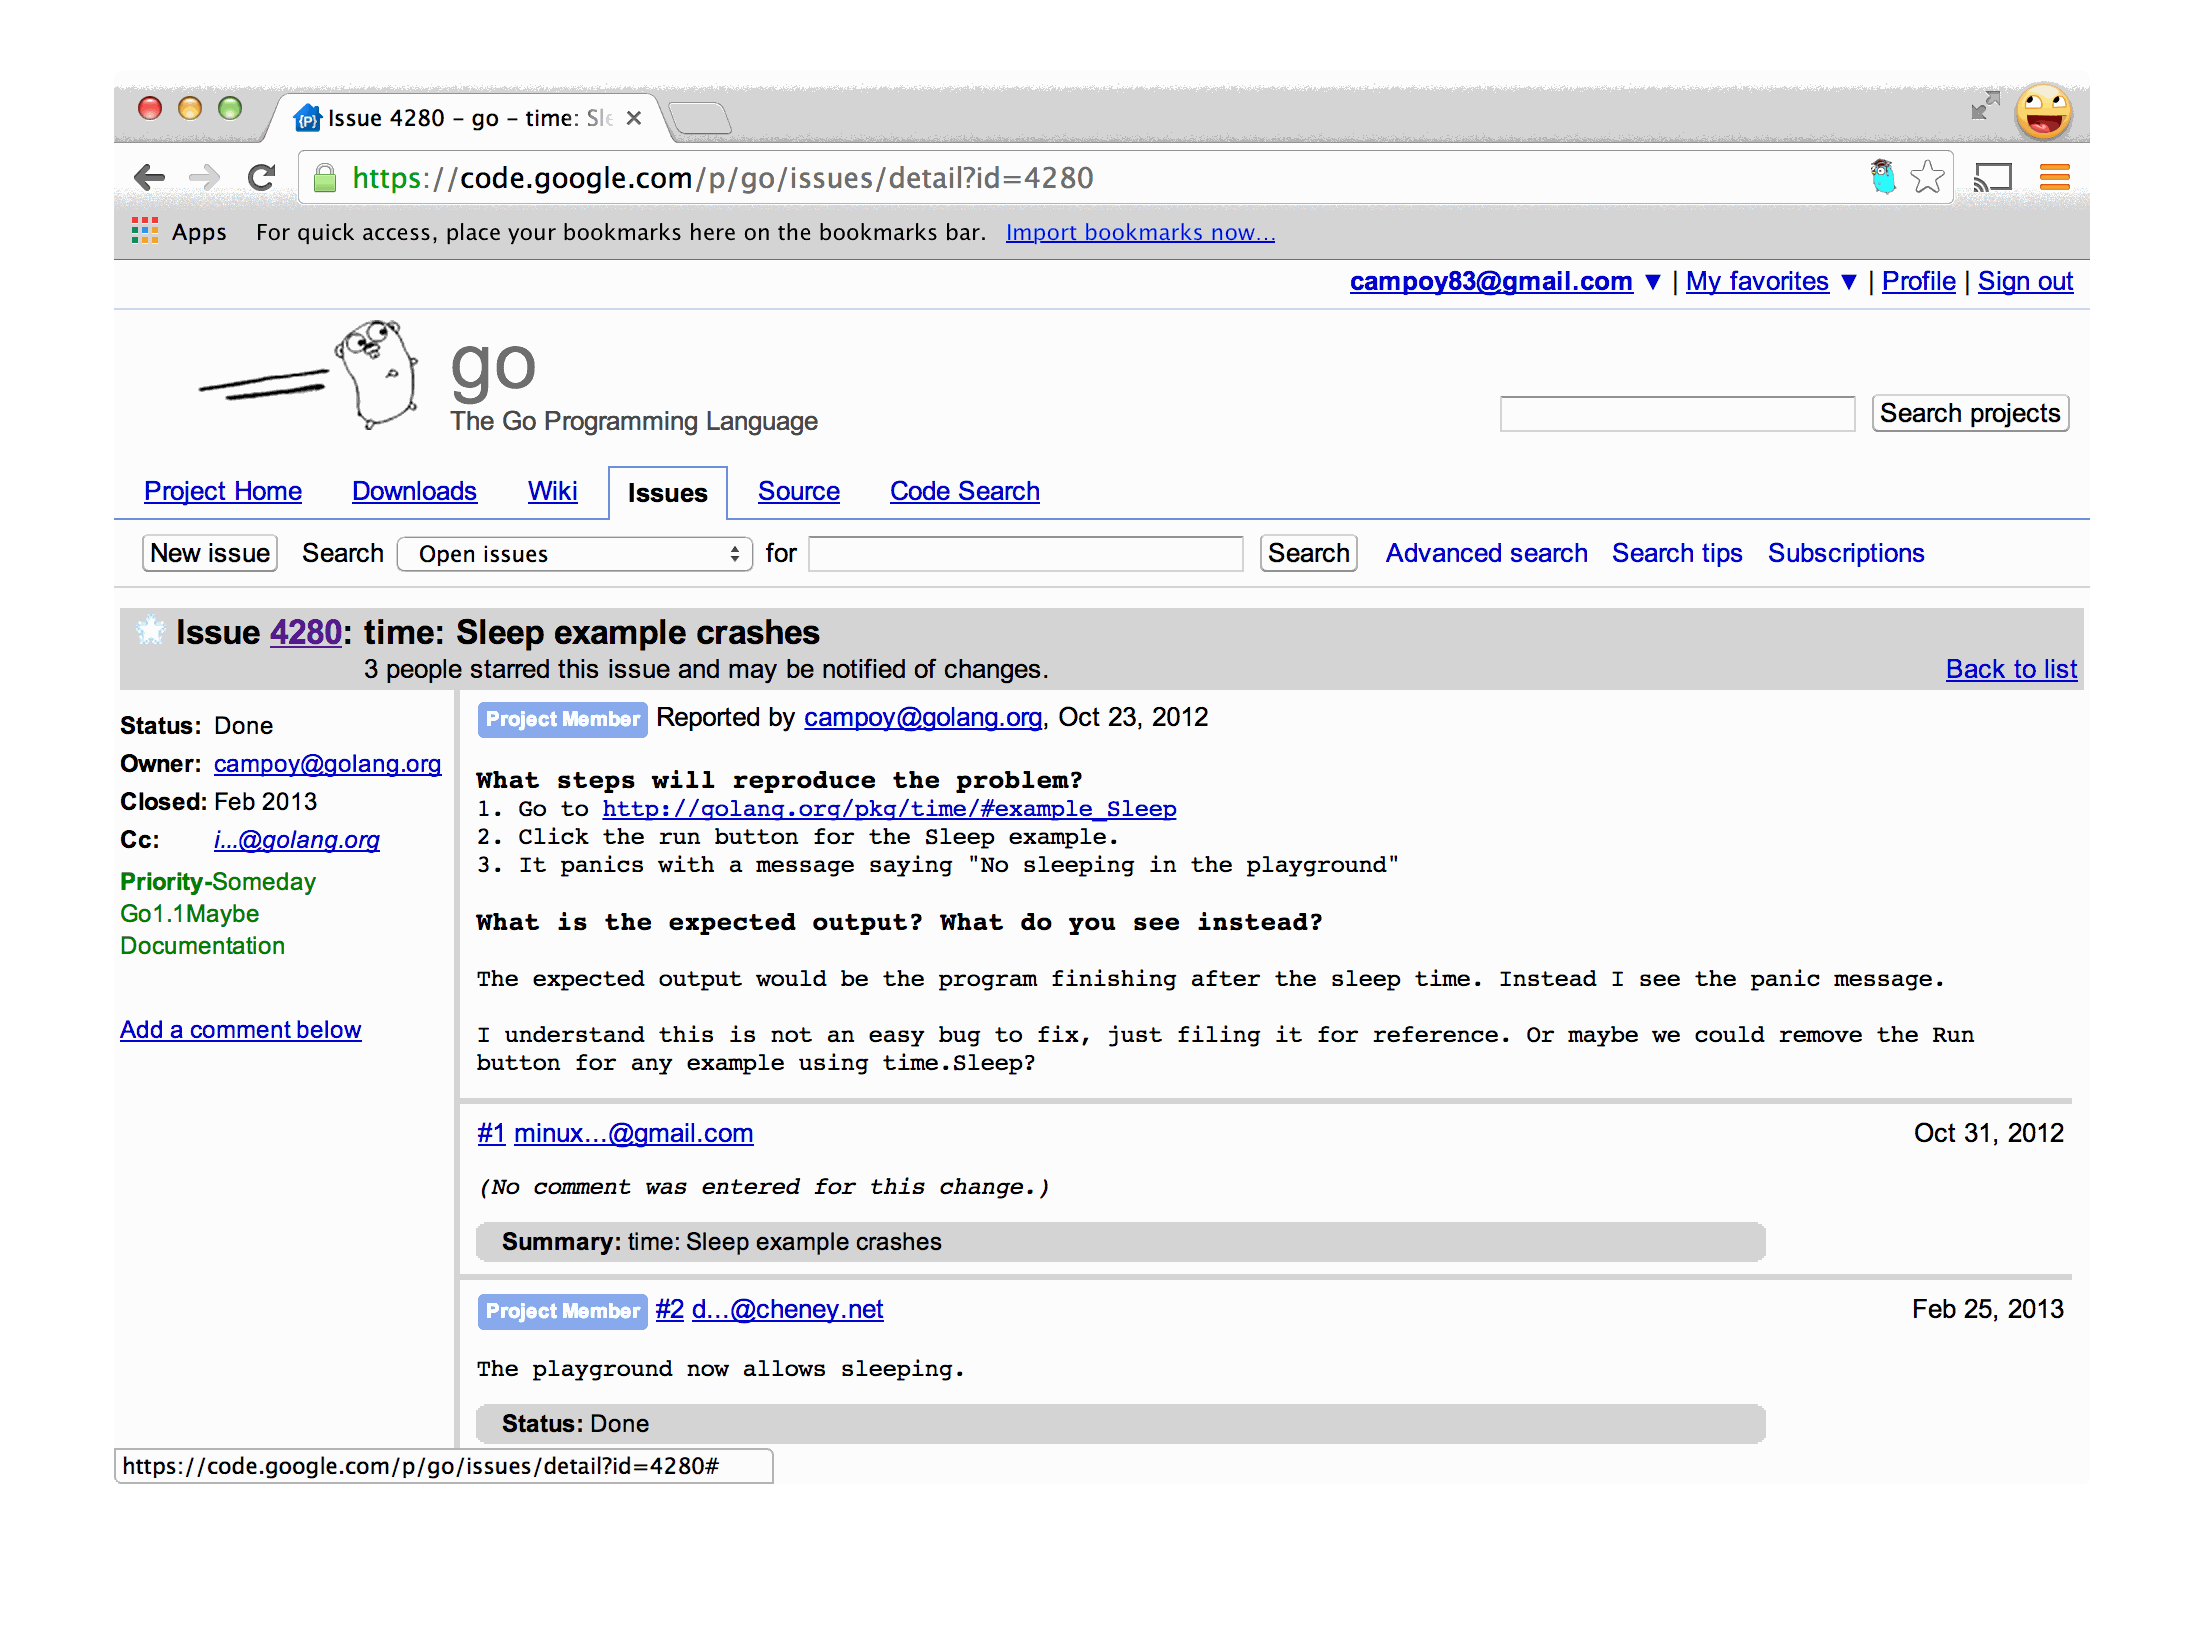 Issue 4280 – go – time: Sle
https://code.google.com/p/go/issues/detail?id=4280
Apps For quick access, place your bookmarks here on the bookmarks bar. Import bookmarks now...
campoy83@gmail.com ▼ | My favorites ▼ | Profile | Sign out
go
The Go Programming Language
Search projects
Project Home Downloads Wiki Issues Source Code Search
New issue Search Open issues for Search Advanced search Search tips Subscriptions
Issue 4280: time: Sleep example crashes
3 people starred this issue and may be notified of changes. Back to list
Status: Done
Owner: campoy@golang.org
Closed: Feb 2013
Cc: i...@golang.org
Priority-Someday
Go1.1Maybe
Documentation
Add a comment below
Project Member Reported by campoy@golang.org, Oct 23, 2012
What steps will reproduce the problem?
1. Go to http://golang.org/pkg/time/#example_Sleep
2. Click the run button for the Sleep example.
3. It panics with a message saying "No sleeping in the playground"
What is the expected output? What do you see instead?
The expected output would be the program finishing after the sleep time. Instead I see the panic message.
I understand this is not an easy bug to fix, just filing it for reference. Or maybe we could remove the Run
button for any example using time.Sleep?
#1 minux...@gmail.com Oct 31, 2012
(No comment was entered for this change.)
Summary: time: Sleep example crashes
Project Member #2 d...@cheney.net Feb 25, 2013
The playground now allows sleeping.
Status: Done
https://code.google.com/p/go/issues/detail?id=4280#